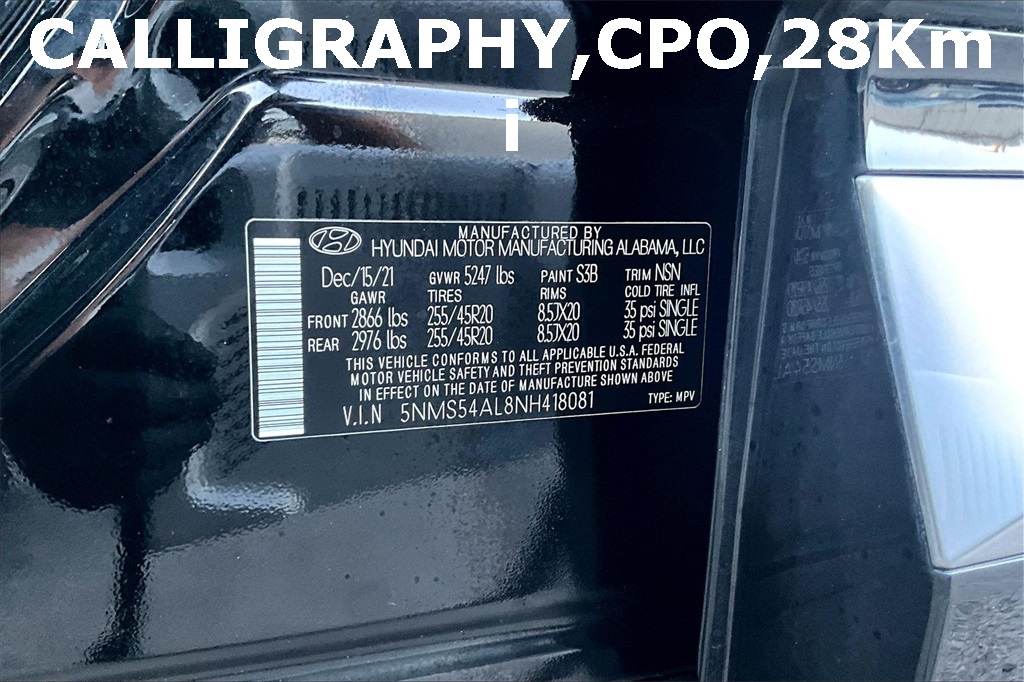 CALLIGRAPHY,CPO,28Km
i
MANUFACTURED BY
HYUNDAI MOTOR MANUFACTURING ALABAMA, LLC
Dec/15/21 GVWR 5247 lbs PAINT S3B TRIM NSN
GAWR TIRES RIMS COLD TIRE INFL
FRONT 2866 lbs 255/45R20 8.5JX20 35 psi SINGLE
REAR 2976 lbs 255/45R20 8.5JX20 35 psi SINGLE
THIS VEHICLE CONFORMS TO ALL APPLICABLE U.S.A. FEDERAL
MOTOR VEHICLE SAFETY AND THEFT PREVENTION STANDARDS
IN EFFECT ON THE DATE OF MANUFACTURE SHOWN ABOVE
V.I.N 5NMS54AL8NH418081 TYPE: MPV